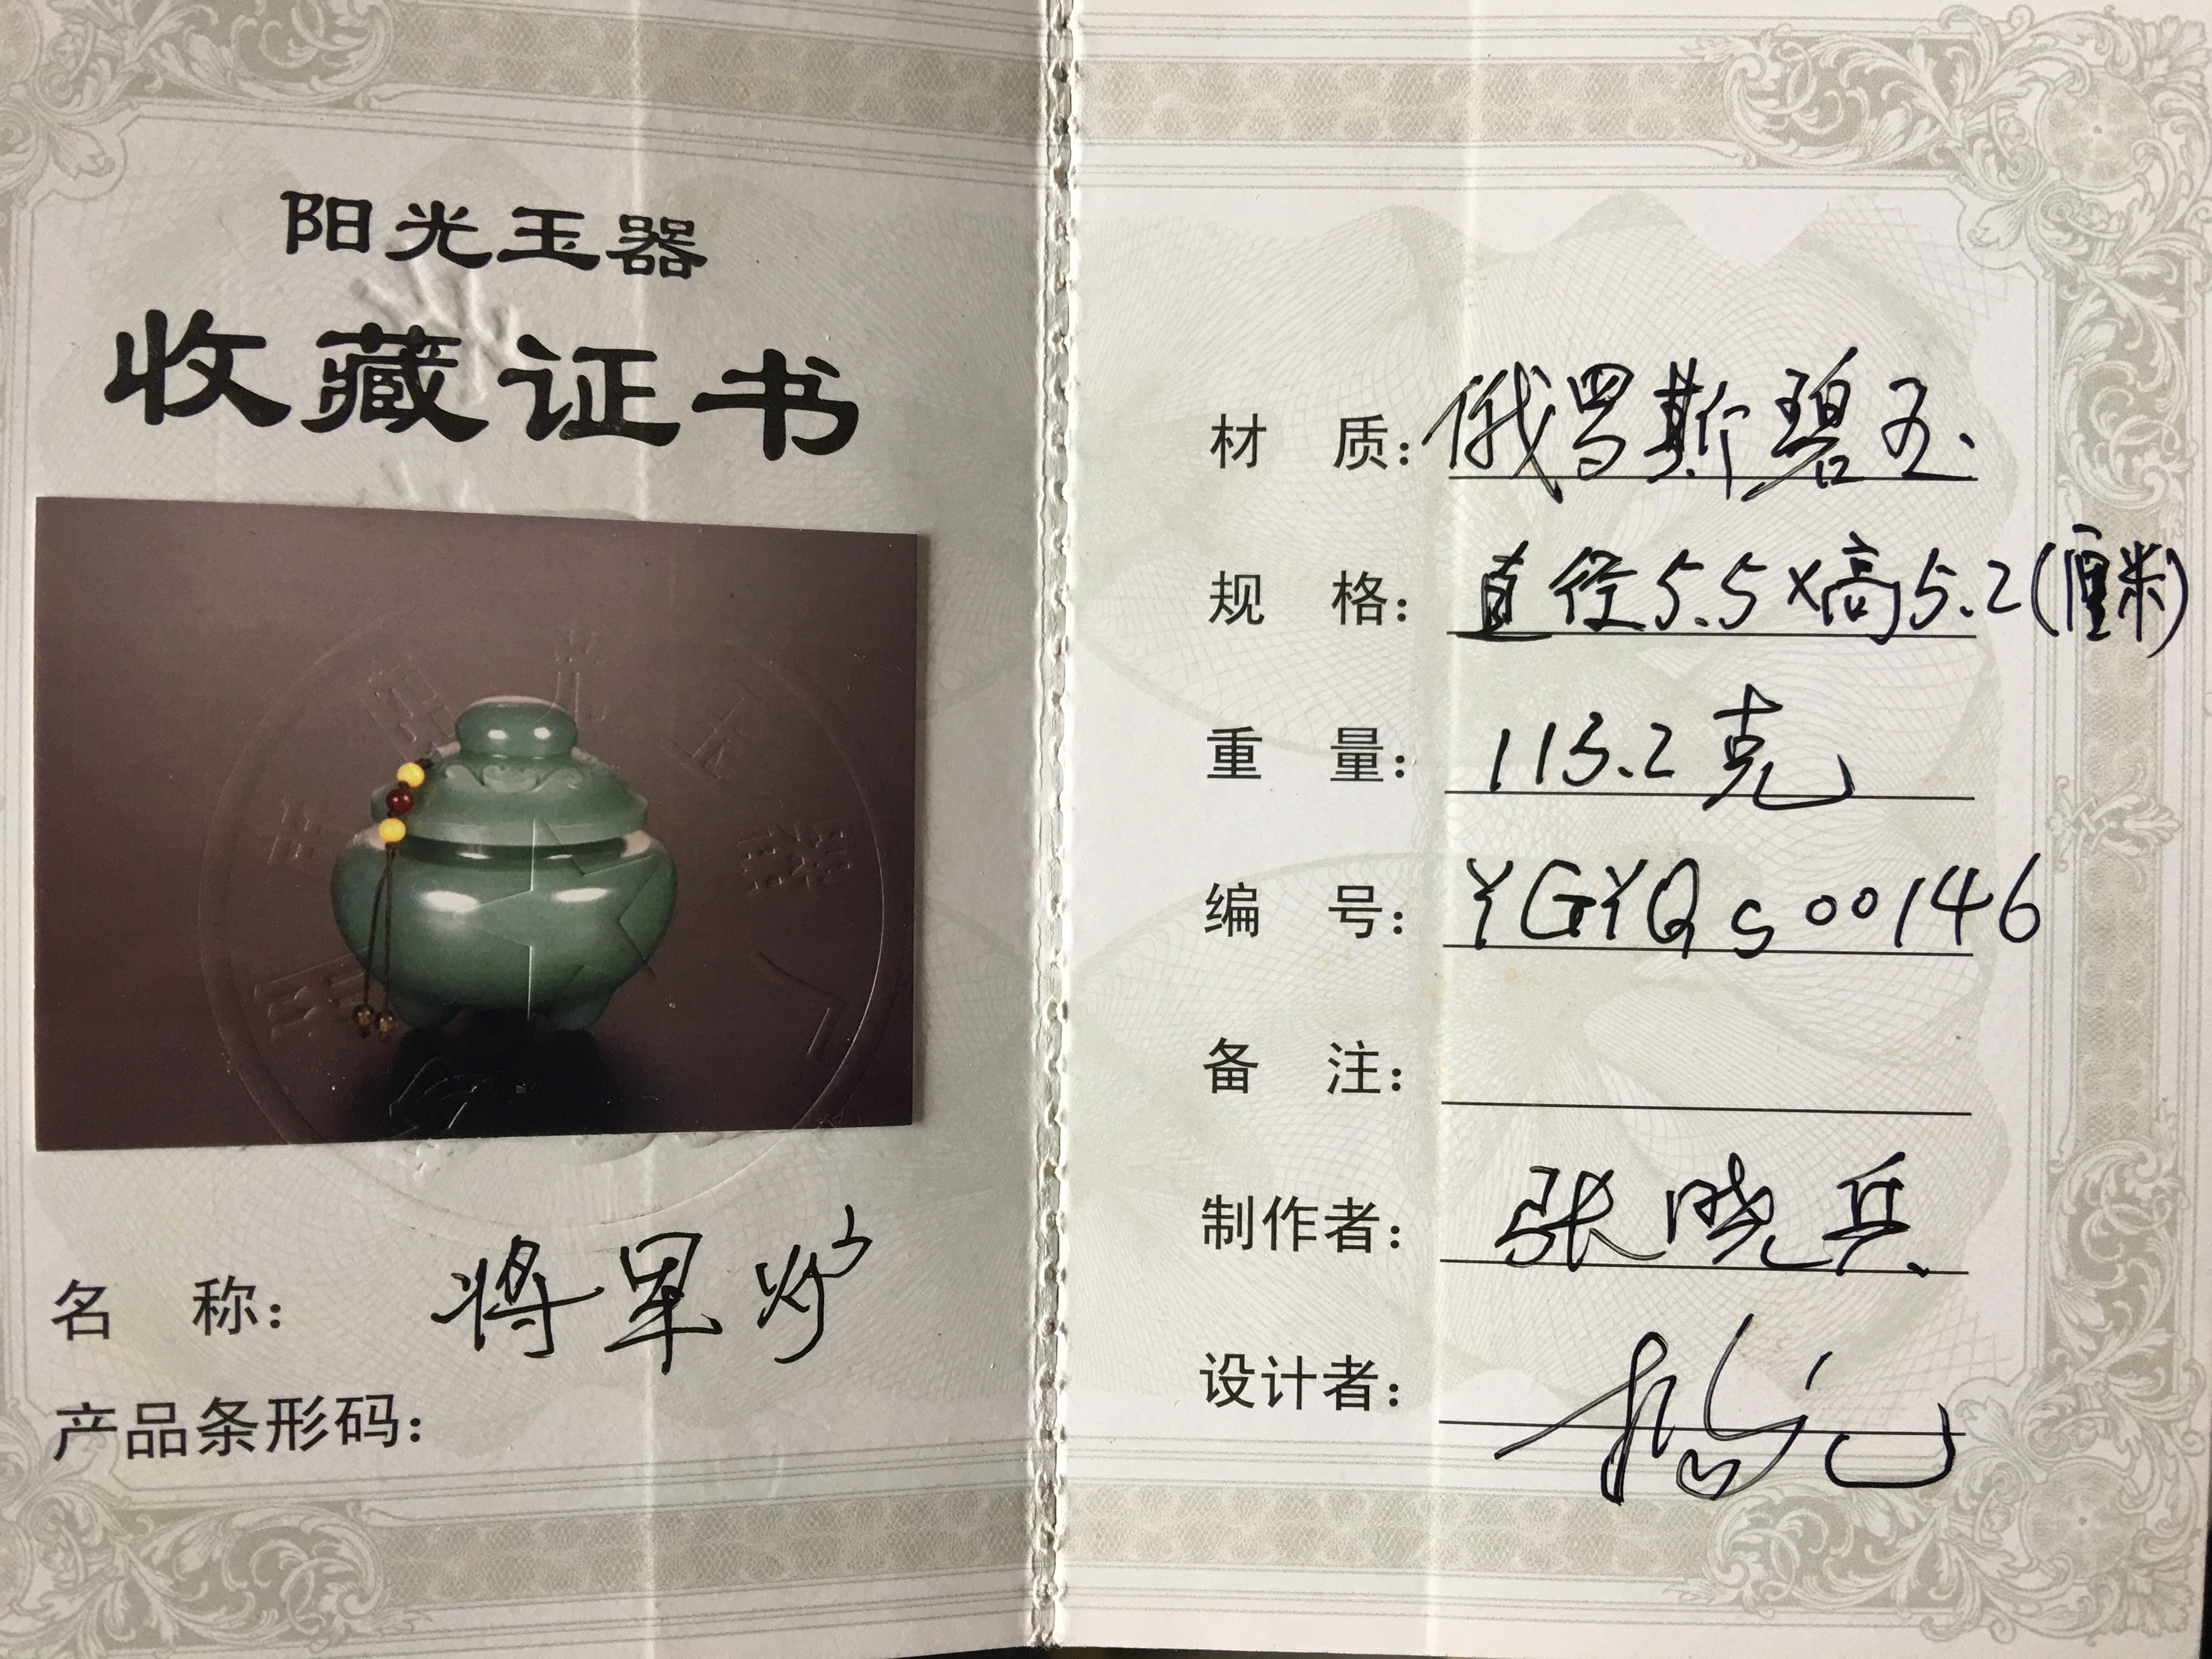 阳光玉器
收藏证书
名 称: 将军炉
产品条形码:
材 质: 俄罗斯碧玉
规 格: 直径5.5×高5.2(厘米)
重 量: 113.2克
编 号: YGYQs00146
备 注:
制作者: 张晓兵
设计者: